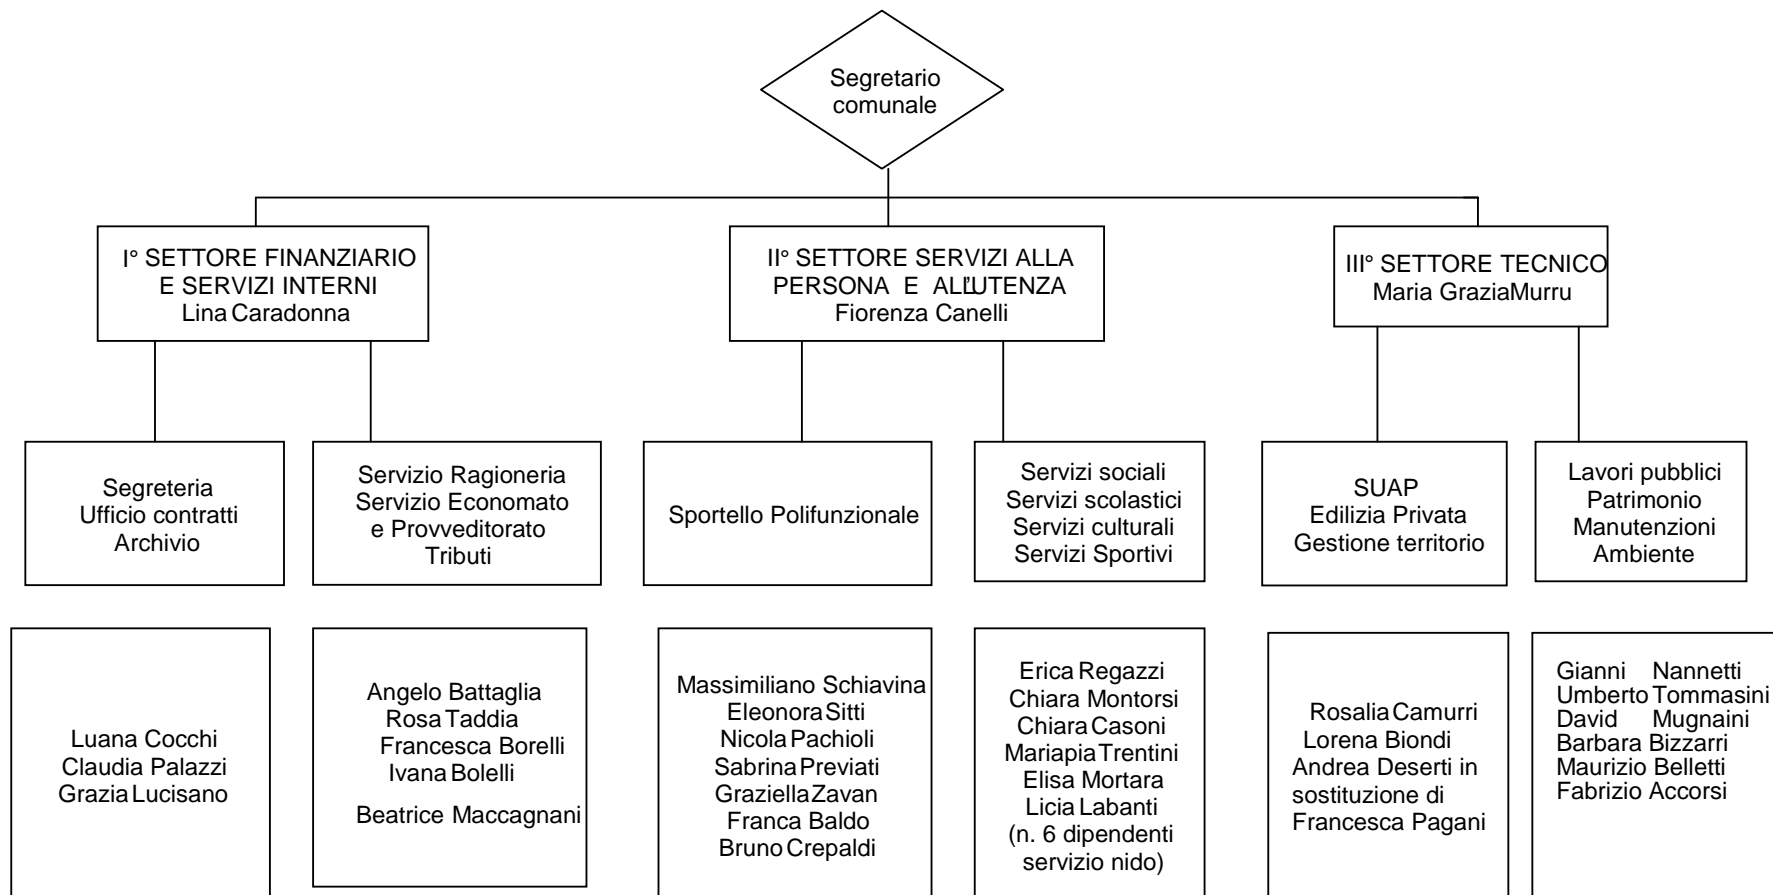 Segretario
comunale
I° SETTORE FINANZIARIO
E SERVIZI INTERNI
Lina Caradonna
II° SETTORE SERVIZI ALLA
PERSONA E ALL'UTENZA
Fiorenza Canelli
III° SETTORE TECNICO
Maria GraziaMurru
Segreteria
Ufficio contratti
Archivio
Servizio Ragioneria
Servizio Economato
e Provveditorato
Tributi
Sportello Polifunzionale
Servizi sociali
Servizi scolastici
Servizi culturali
Servizi Sportivi
SUAP
Edilizia Privata
Gestione territorio
Lavori pubblici
Patrimonio
Manutenzioni
Ambiente
Luana Cocchi
Claudia Palazzi
Grazia Lucisano
Angelo Battaglia
Rosa Taddia
Francesca Borelli
Ivana Bolelli
Beatrice Maccagnani
Massimiliano Schiavina
Eleonora Sitti
Nicola Pachioli
Sabrina Previati
Graziella Zavan
Franca Baldo
Bruno Crepaldi
Erica Regazzi
Chiara Montorsi
Chiara Casoni
Mariapia Trentini
Elisa Mortara
Licia Labanti
(n. 6 dipendenti
servizio nido)
Rosalia Camurri
Lorena Biondi
Andrea Deserti in
sostituzione di
Francesca Pagani
Gianni Nannetti
Umberto Tommasini
David Mugnaini
Barbara Bizzarri
Maurizio Belletti
Fabrizio Accorsi